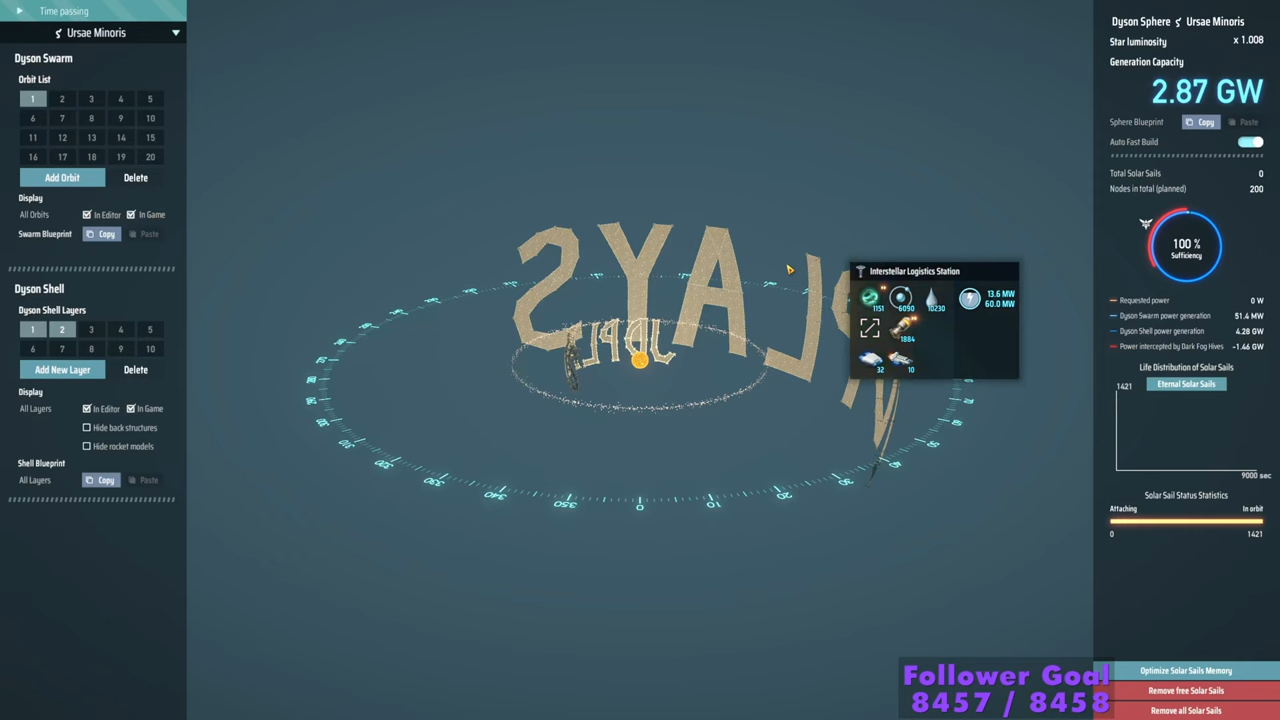 Time passing
Ursae Minoris
Dyson Swarm
Orbit List
1 2 3 4 5
6 7 8 9 10
11 12 13 14 15
16 17 18 19 20
Add Orbit Delete
Display
All Orbits In Editor In Game
Swarm Blueprint Copy Paste
Dyson Shell
Dyson Shell Layers
1 2 3 4 5
6 7 8 9 10
Add New Layer Delete
Display
All Layers In Editor In Game
Hide back structures
Hide rocket models
Shell Blueprint
All Layers Copy Paste
350 0 10 20 30 40
Interstellar Logistics Station
1151 6090 10230
13.6 MW
60.0 MW
1884
32 10
Dyson Sphere Ursae Minoris
Star luminosity x 1.008
Generation Capacity
2.87 GW
Sphere Blueprint Copy Paste
Auto Fast Build
Total Solar Sails 0
Nodes in total (planned) 200
100 %
Sufficiency
Requested power 0 W
Dyson Swarm power generation 51.4 MW
Dyson Shell power generation 4.28 GW
Power intercepted by Dark Fog Hives -1.46 GW
Life Distribution of Solar Sails
1421 Eternal Solar Sails
9000 sec
Solar Sail Status Statistics
Attaching In orbit
0 1421
Optimize Solar Sails Memory
Remove free Solar Sails
Remove all Solar Sails
Follower Goal
8457 / 8458